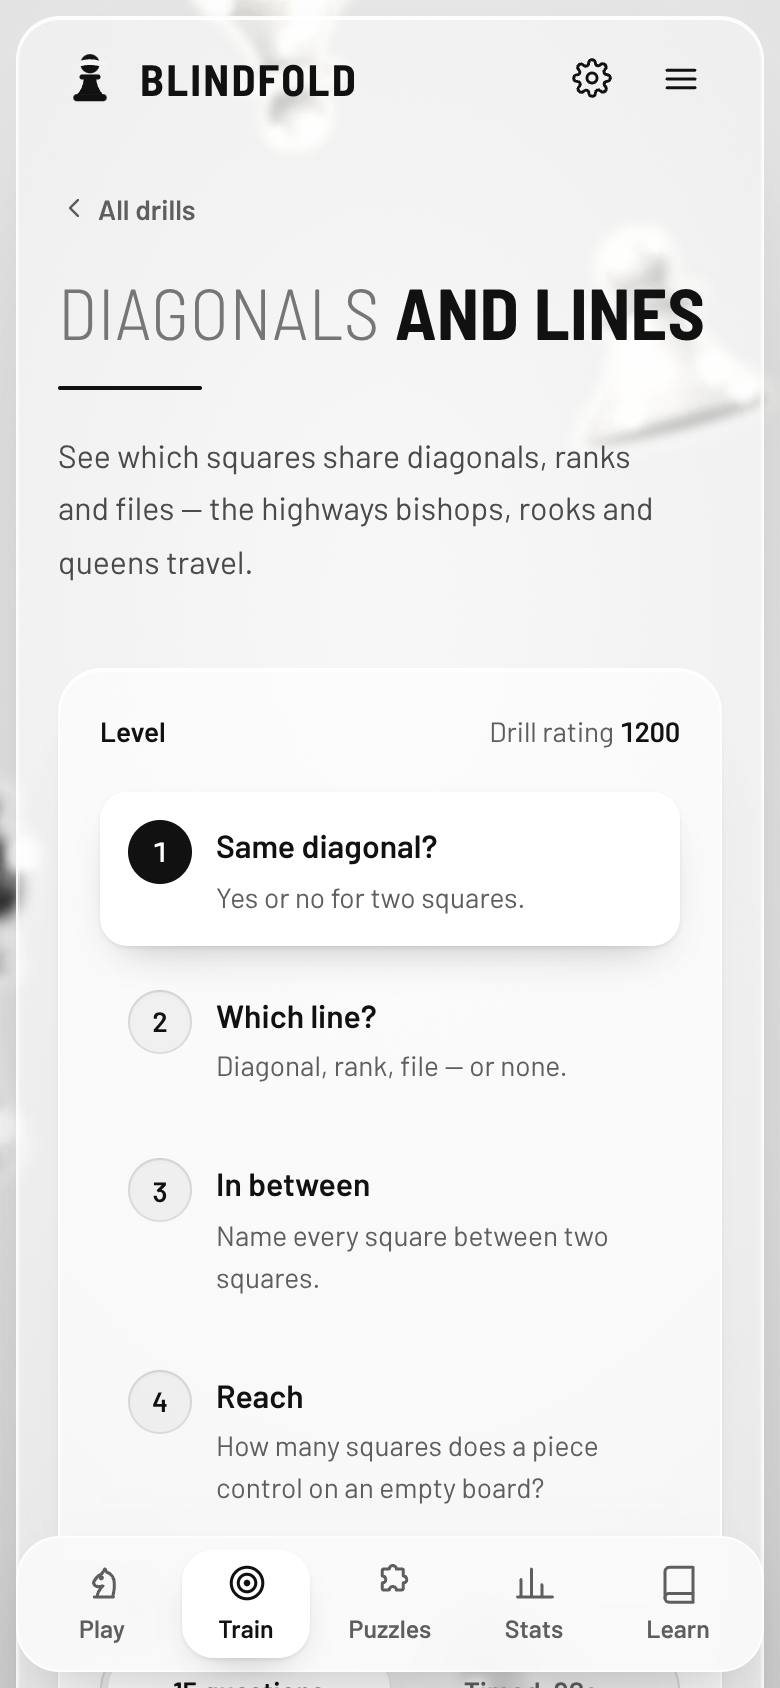 BLINDFOLD
All drills
DIAGONALS AND LINES
See which squares share diagonals, ranks
and files — the highways bishops, rooks and
queens travel.
Level
Drill rating 1200
1
Same diagonal?
Yes or no for two squares.
2
Which line?
Diagonal, rank, file — or none.
3
In between
Name every square between two
squares.
4
Reach
How many squares does a piece
control on an empty board?
Play
Train
Puzzles
Stats
Learn
15 questions